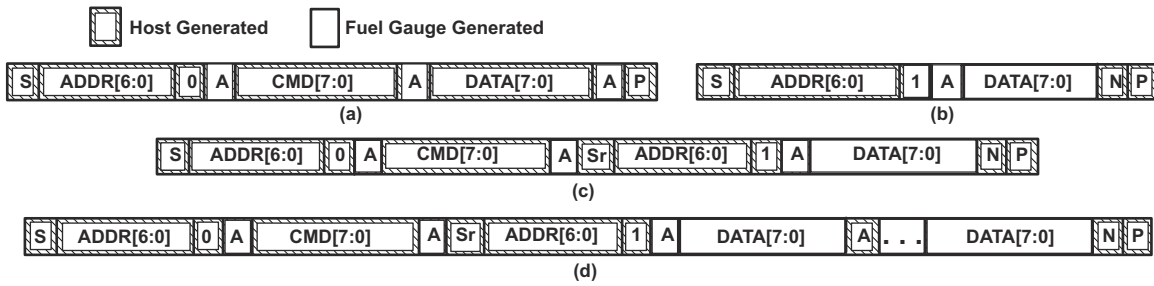 Host Generated Fuel Gauge Generated
S ADDR[6:0] 0 A CMD[7:0] A DATA[7:0] A P S ADDR[6:0] 1 A DATA[7:0] N P
(a) (b)
S ADDR[6:0] 0 A CMD[7:0] A Sr ADDR[6:0] 1 A DATA[7:0] N P
(c)
S ADDR[6:0] 0 A CMD[7:0] A Sr ADDR[6:0] 1 A DATA[7:0] A . . . DATA[7:0] N P
(d)